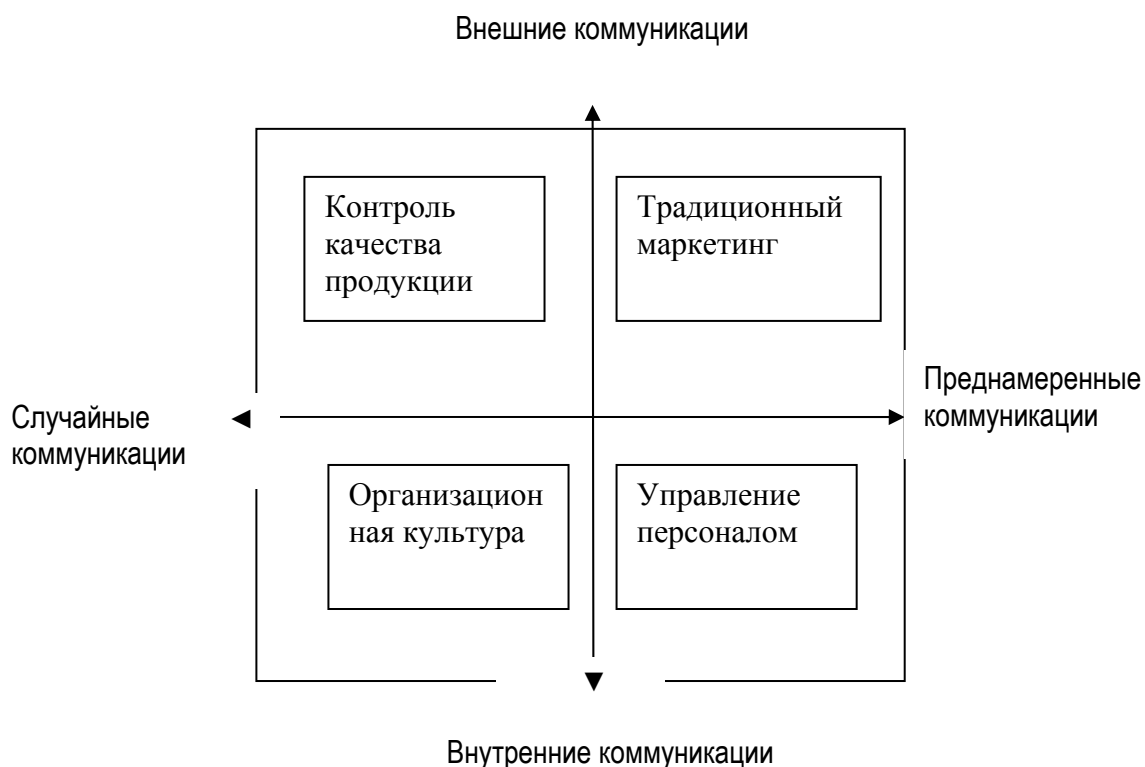 Внешние коммуникации
Контроль
качества
продукции
Традиционный
маркетинг
Преднамеренные
коммуникации
Случайные
коммуникации
Организацион
ная культура
Управление
персоналом
Внутренние коммуникации